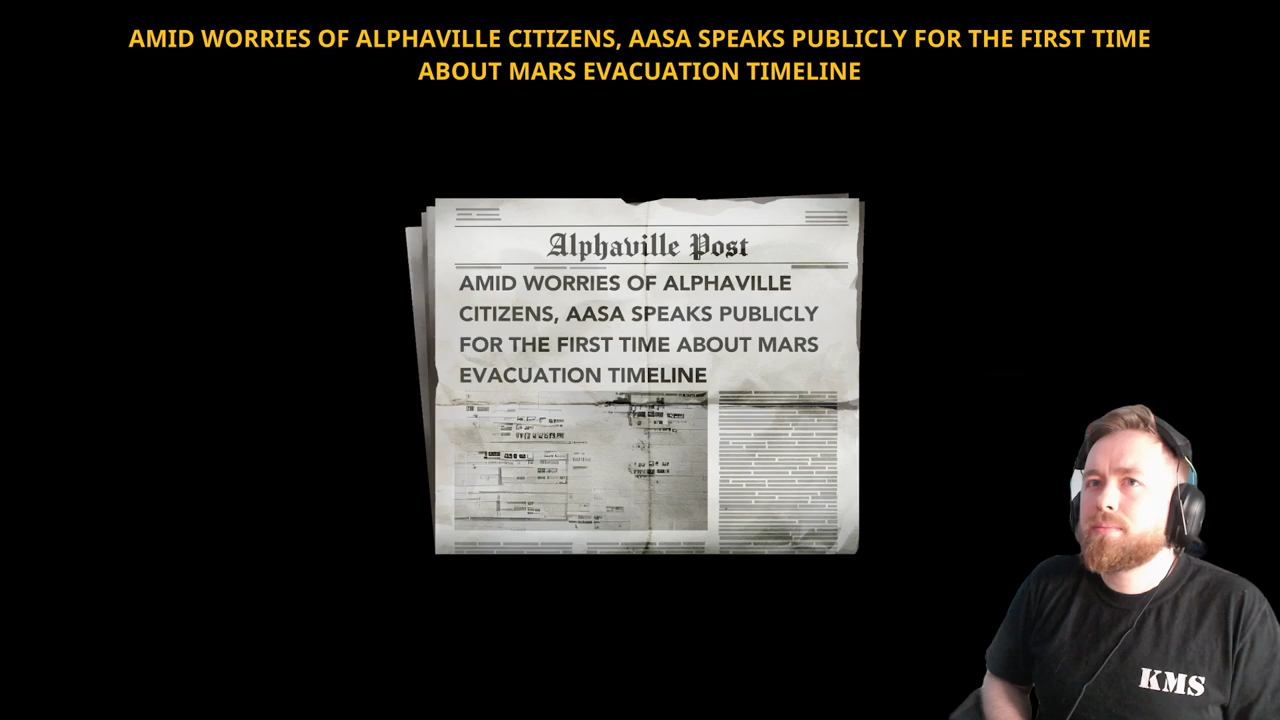 AMID WORRIES OF ALPHAVILLE CITIZENS, AASA SPEAKS PUBLICLY FOR THE FIRST TIME
ABOUT MARS EVACUATION TIMELINE
Alphaville Post
AMID WORRIES OF ALPHAVILLE
CITIZENS, AASA SPEAKS PUBLICLY
FOR THE FIRST TIME ABOUT MARS
EVACUATION TIMELINE
KMS